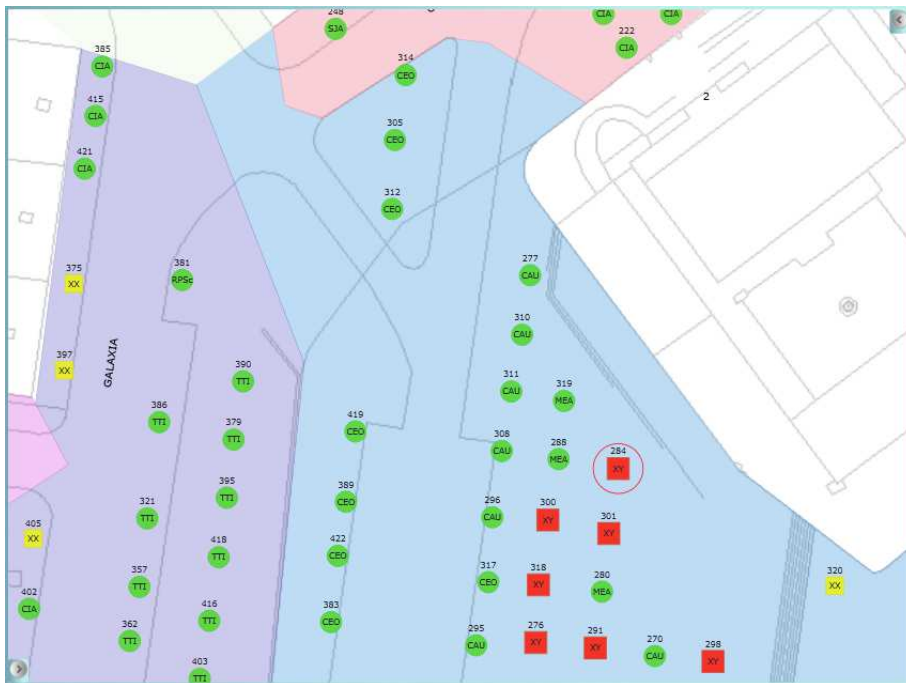 248
SJA
CIA
CIA
222
CIA
385
CIA
314
CEO
2
415
CIA
305
CEO
421
CIA
312
CEO
375
XX
381
RPSc
277
CAU
310
CAU
397
XX
GALAXIA
390
TTI
311
CAU
319
MEA
386
TTI
379
TTI
419
CEO
308
CAU
288
MEA
284
XY
395
TTI
389
CEO
321
TTI
296
CAU
300
XY
301
XY
405
XX
418
TTI
422
CEO
357
TTI
317
CEO
318
XY
280
MEA
320
XX
402
CIA
416
TTI
383
CEO
362
TTI
295
CAU
276
XY
291
XY
270
CAU
298
XY
403
TTI